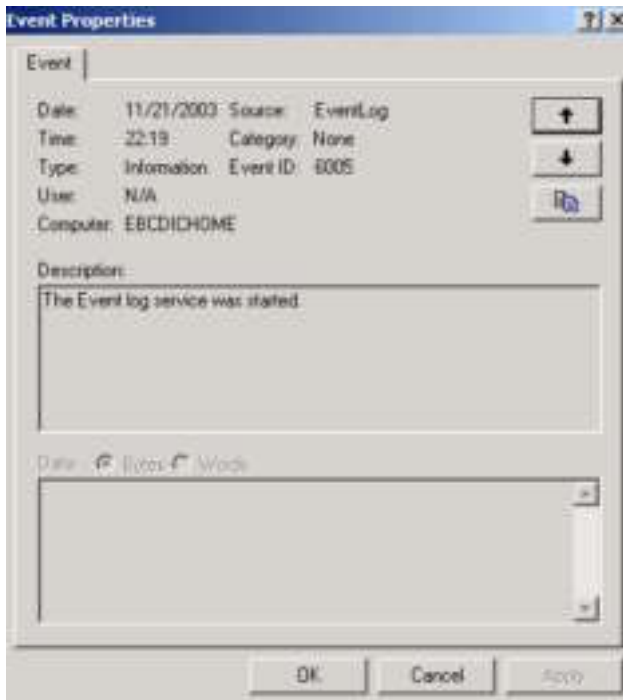 Event Properties
Event
Date: 11/21/2003 Source: EventLog
Time: 22:19 Category: None
Type: Information Event ID: 6005
User: N/A
Computer: EBCDICHOME
Description:
The Event log service was started.
Data: Bytes Words
OK Cancel Apply